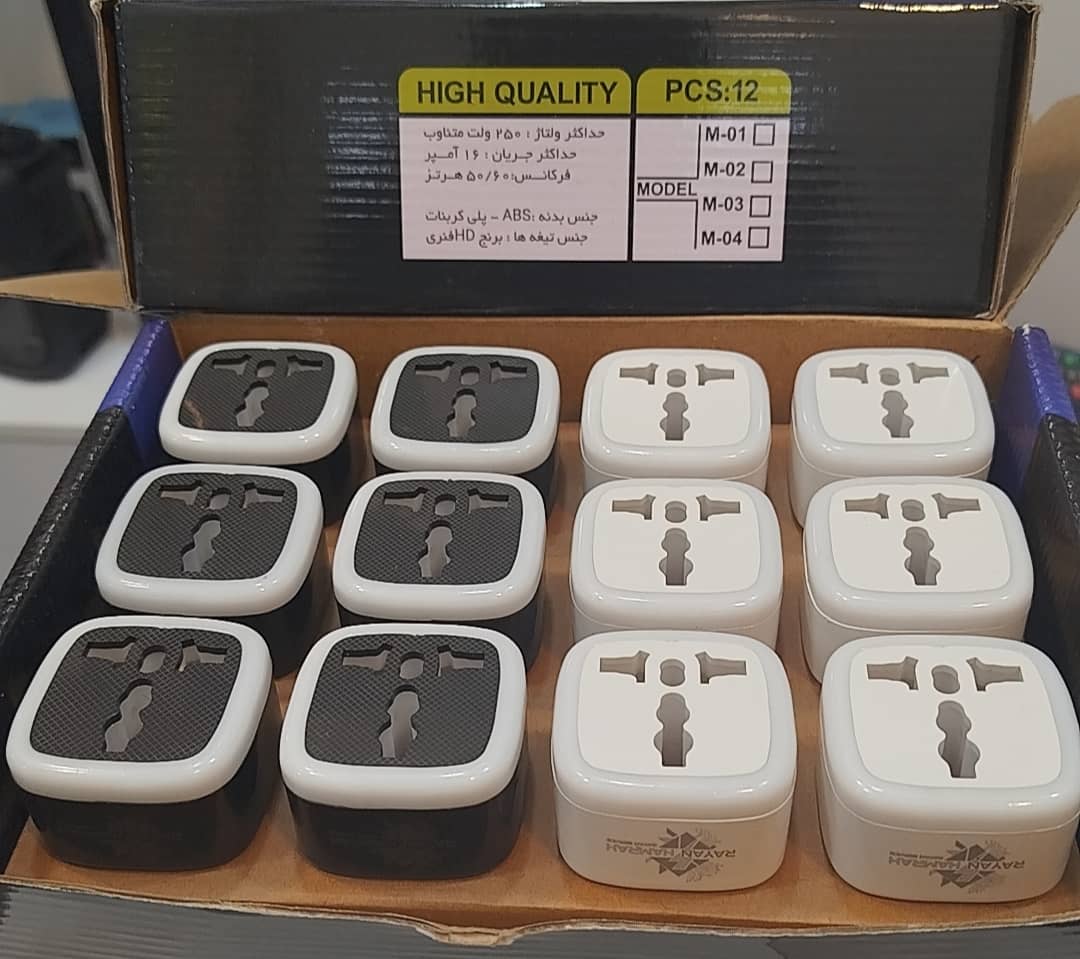 HIGH QUALITY
حداکثر ولتاژ : ۲۵۰ ولت متناوب
حداکثر جریان : ۱۶ آمپر
فرکانس: ۵۰/۶۰ هرتز
جنس بدنه :ABS - پلی کربنات
جنس تیغه ها : برنج HDفنری
PCS:12
MODEL
M-01
M-02
M-03
M-04
RAYAN HAMRAH
RAYAN HAMRAH